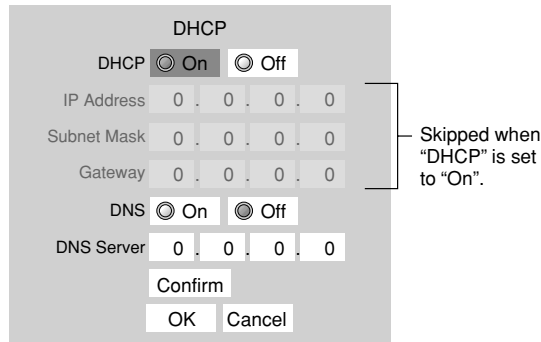 DHCP
DHCP On Off
IP Address 0 . 0 . 0 . 0
Subnet Mask 0 . 0 . 0 . 0
Gateway 0 . 0 . 0 . 0
Skipped when
“DHCP” is set
to “On”.
DNS On Off
DNS Server 0 . 0 . 0 . 0
Confirm
OK Cancel